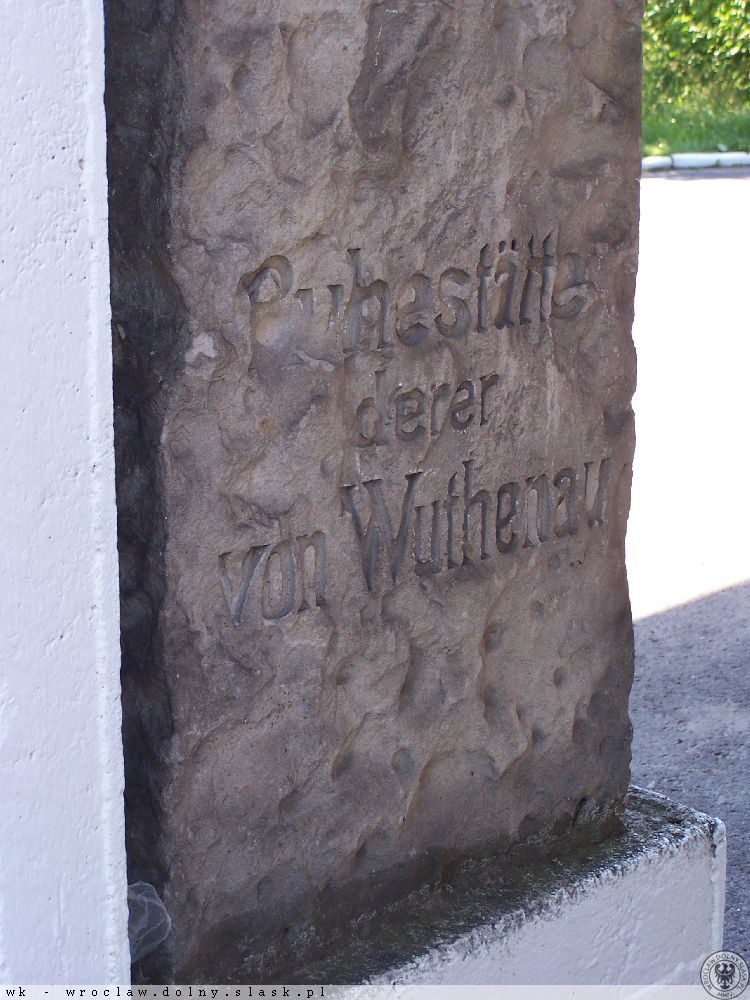 Ruhestätte
derer
von Wuthenau
wk - wroclaw.dolny.slask.pl